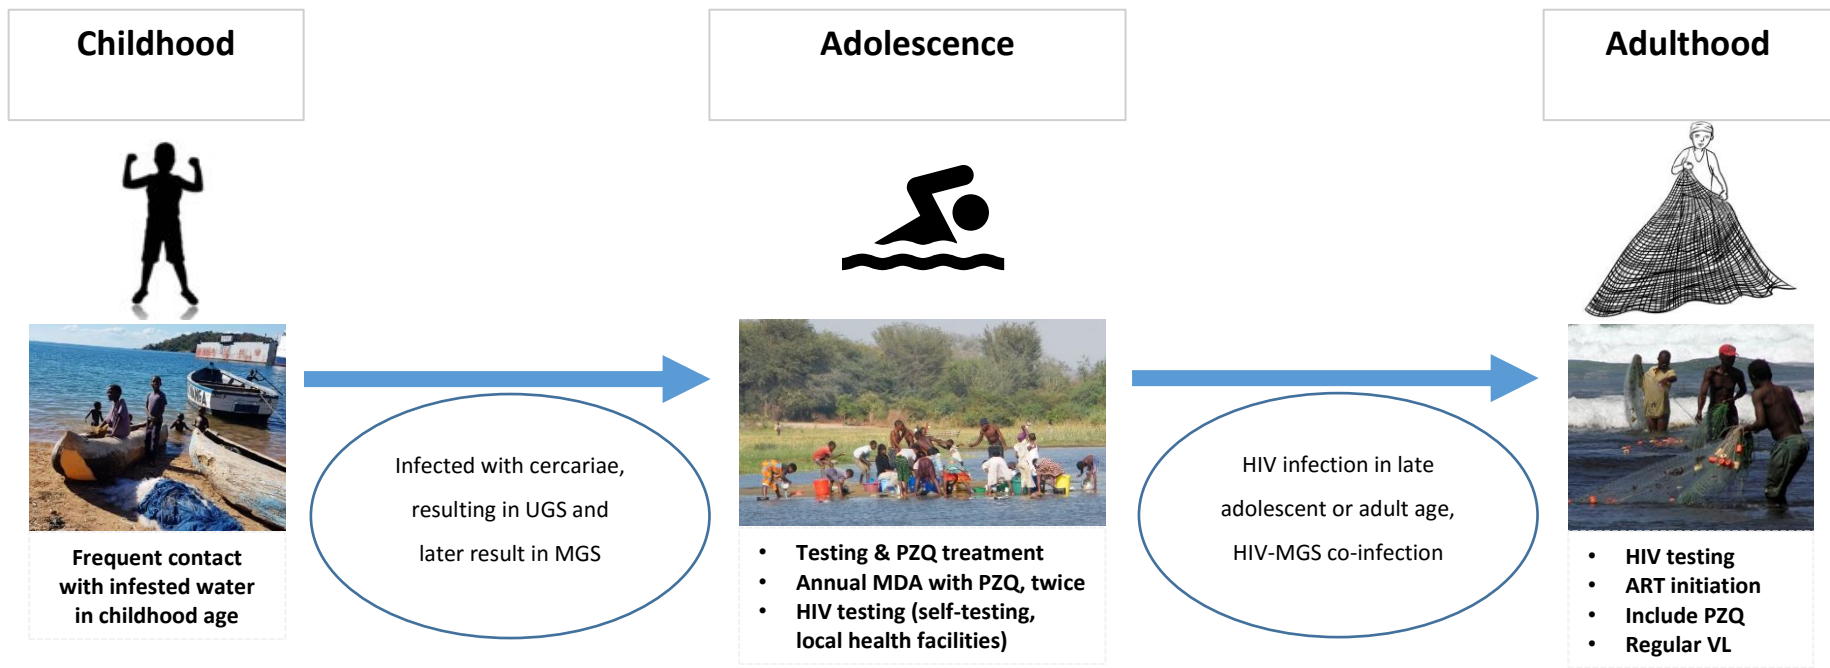 Childhood
Adolescence
Adulthood
Infected with cercariae,
resulting in UGS and
later result in MGS
HIV infection in late
adolescent or adult age,
HIV-MGS co-infection
Frequent contact
with infested water
in childhood age
• Testing & PZQ treatment
• Annual MDA with PZQ, twice
• HIV testing (self-testing,
local health facilities)
• HIV testing
• ART initiation
• Include PZQ
• Regular VL